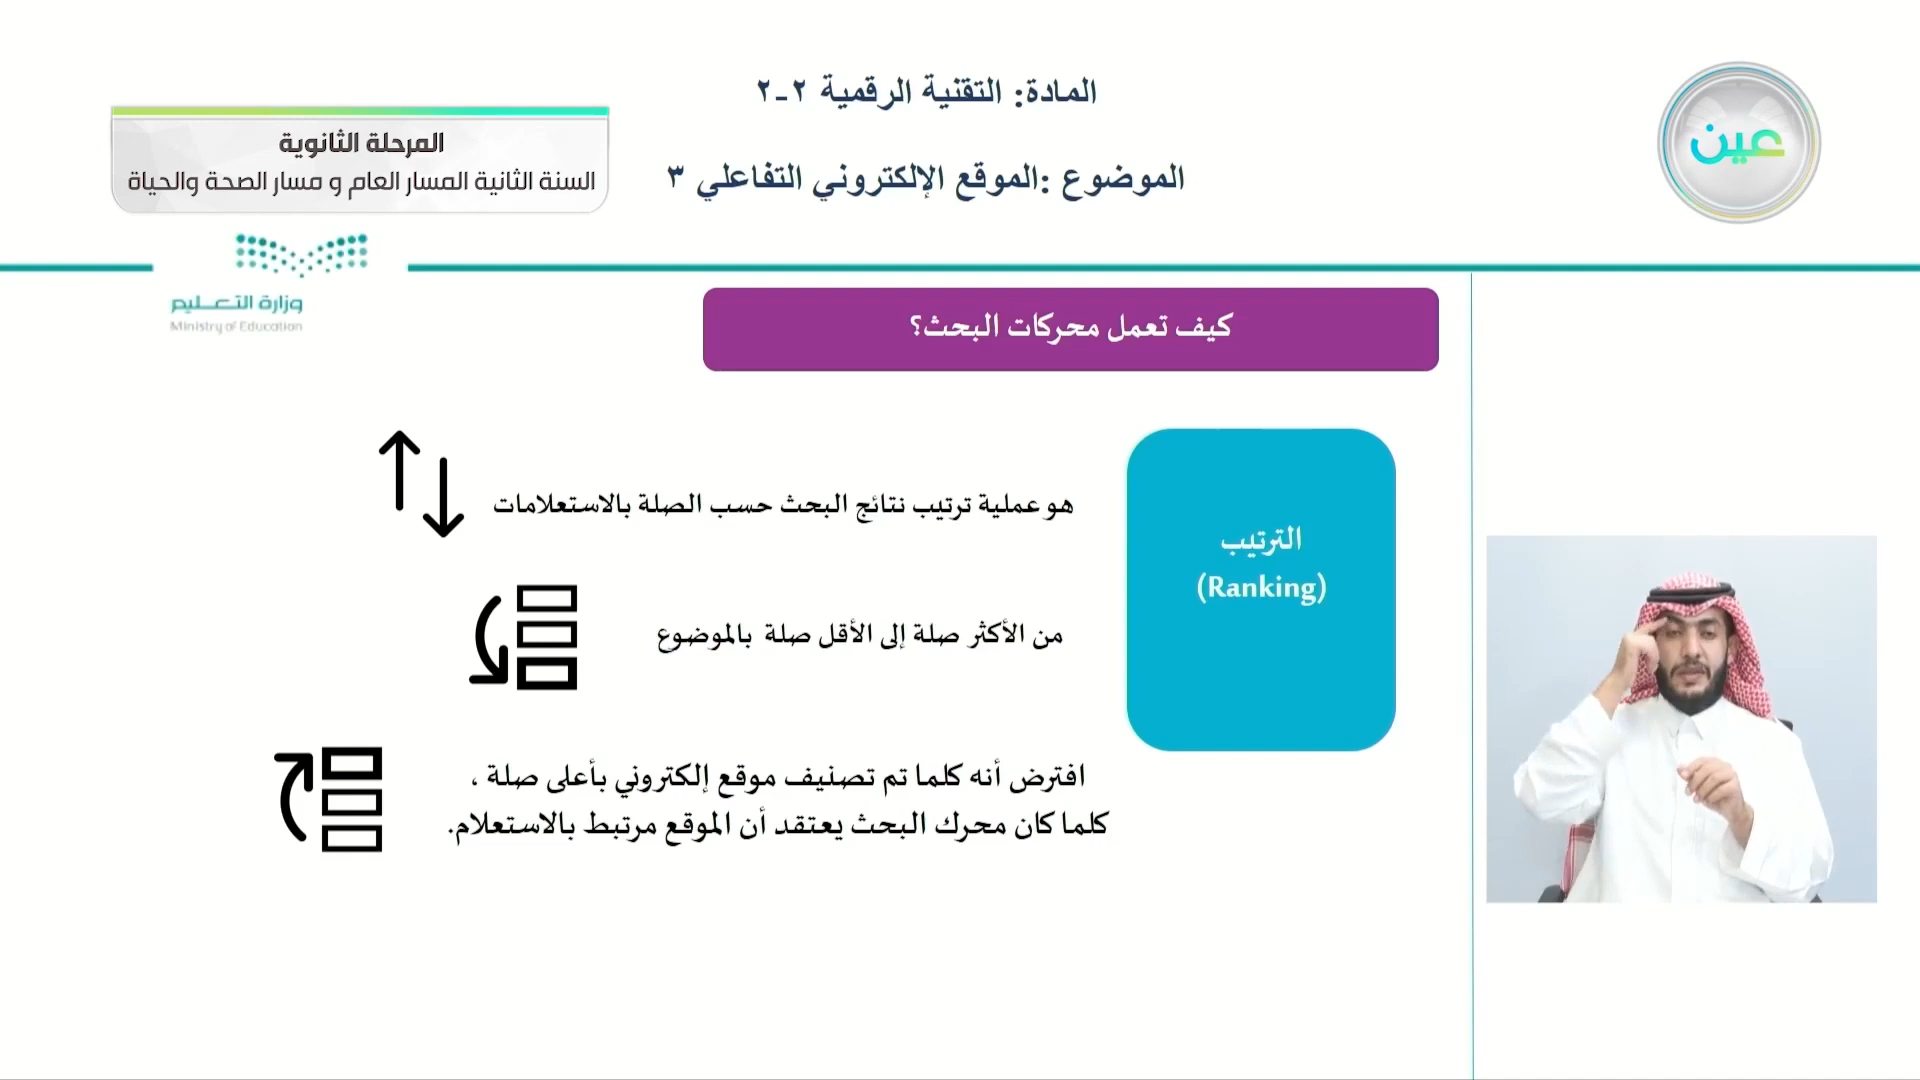 المادة: التقنية الرقمية ٢-٢
الموضوع :الموقع الإلكتروني التفاعلي ٣
عين
المرحلة الثانوية
السنة الثانية المسار العام و مسار الصحة والحياة
وزارة التعليم
Ministry of Education
كيف تعمل محركات البحث؟
الترتيب
(Ranking)
هو عملية ترتيب نتائج البحث حسب الصلة بالاستعلامات
من الأكثر صلة إلى الأقل صلة بالموضوع
افترض أنه كلما تم تصنيف موقع إلكتروني بأعلى صلة ،
كلما كان محرك البحث يعتقد أن الموقع مرتبط بالاستعلام.